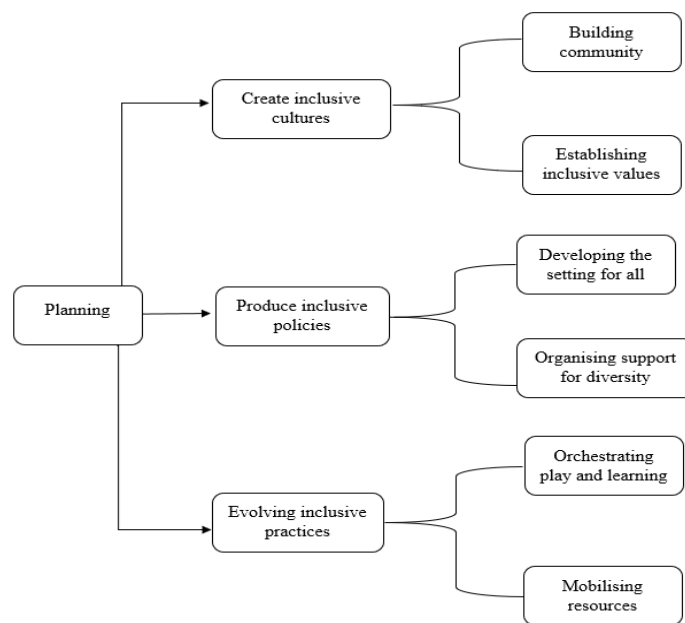 Building
community
Create inclusive
cultures
Establishing
inclusive values
Planning
Developing the
setting for all
Produce inclusive
policies
Organising support
for diversity
Orchestrating
play and learning
Evolving inclusive
practices
Mobilising
resources